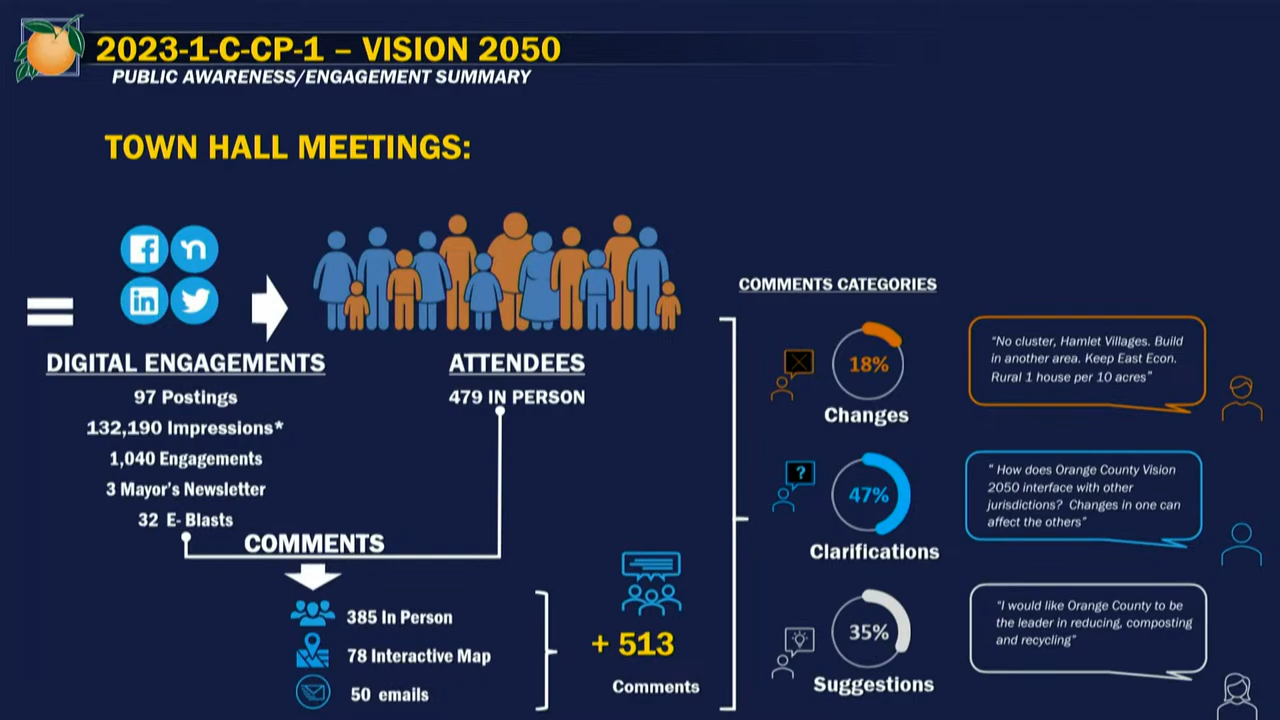 2023-1-C-CP-1 – VISION 2050
PUBLIC AWARENESS/ENGAGEMENT SUMMARY
TOWN HALL MEETINGS:
DIGITAL ENGAGEMENTS
97 Postings
132,190 Impressions*
1,040 Engagements
3 Mayor's Newsletter
32 E- Blasts
ATTENDEES
479 IN PERSON
COMMENTS
385 In Person
78 Interactive Map
50 emails
+ 513
Comments
COMMENTS CATEGORIES
18%
Changes
"No cluster, Hamlet Villages. Build
in another area. Keep East Econ.
Rural 1 house per 10 acres"
?
47%
Clarifications
" How does Orange County Vision
2050 interface with other
jurisdictions? Changes in one can
affect the others"
35%
Suggestions
"I would like Orange County to be
the leader in reducing, composting
and recycling"